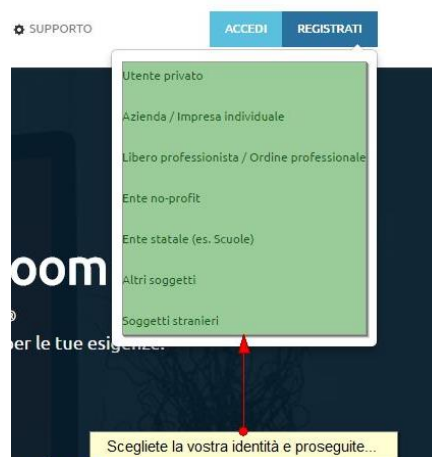 SUPPORTO
ACCEDI
REGISTRATI
Utente privato
Azienda / Impresa individuale
Libero professionista / Ordine professionale
Ente no-profit
Ente statale (es. Scuole)
Altri soggetti
Soggetti stranieri
oom
®
er le tue esigenze.
Scegliete la vostra identità e proseguite...